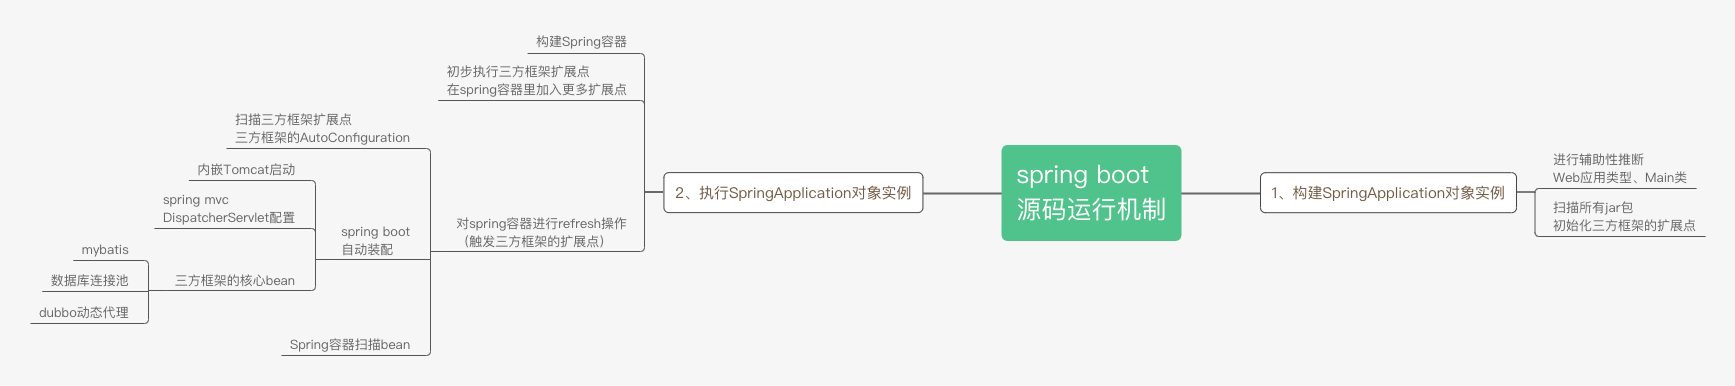 spring boot
源码运行机制
1、构建SpringApplication对象实例
进行辅助性推断
Web应用类型、Main类
扫描所有jar包
初始化三方框架的扩展点
2、执行SpringApplication对象实例
构建Spring容器
初步执行三方框架扩展点
在spring容器里加入更多扩展点
对spring容器进行refresh操作
（触发三方框架的扩展点）
扫描三方框架扩展点
三方框架的AutoConfiguration
spring boot
自动装配
内嵌Tomcat启动
spring mvc
DispatcherServlet配置
三方框架的核心bean
mybatis
数据库连接池
dubbo动态代理
Spring容器扫描bean